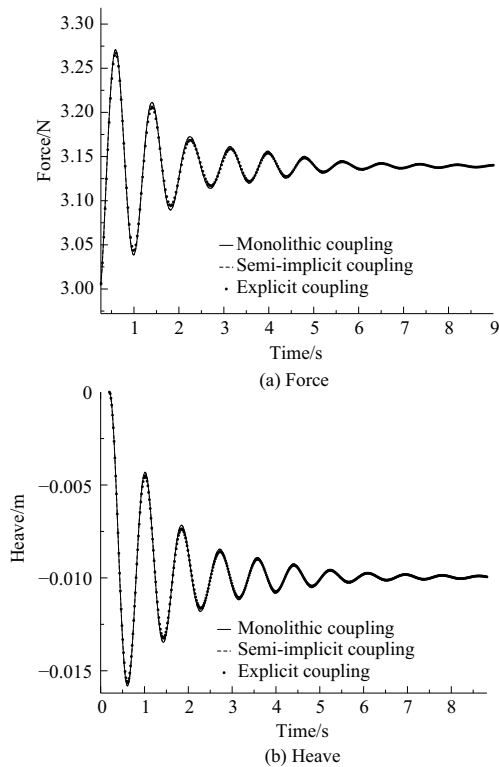 3.30
3.25
3.20
3.15
3.10
3.05
3.00
Force/N
Monolithic coupling
Semi-implicit coupling
Explicit coupling
1 2 3 4 5 6 7 8 9
Time/s
(a) Force
0
−0.005
−0.010
−0.015
Heave/m
Monolithic coupling
Semi-implicit coupling
Explicit coupling
0 1 2 3 4 5 6 7 8
Time/s
(b) Heave